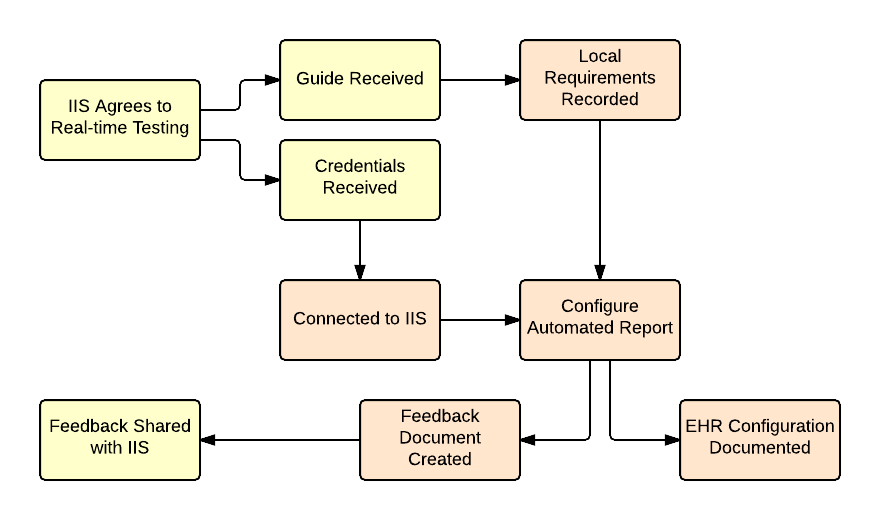 IIS Agrees to
Real-time Testing
Guide Received
Local
Requirements
Recorded
Credentials
Received
Connected to IIS
Configure
Automated Report
Feedback Shared
with IIS
Feedback
Document
Created
EHR Configuration
Documented